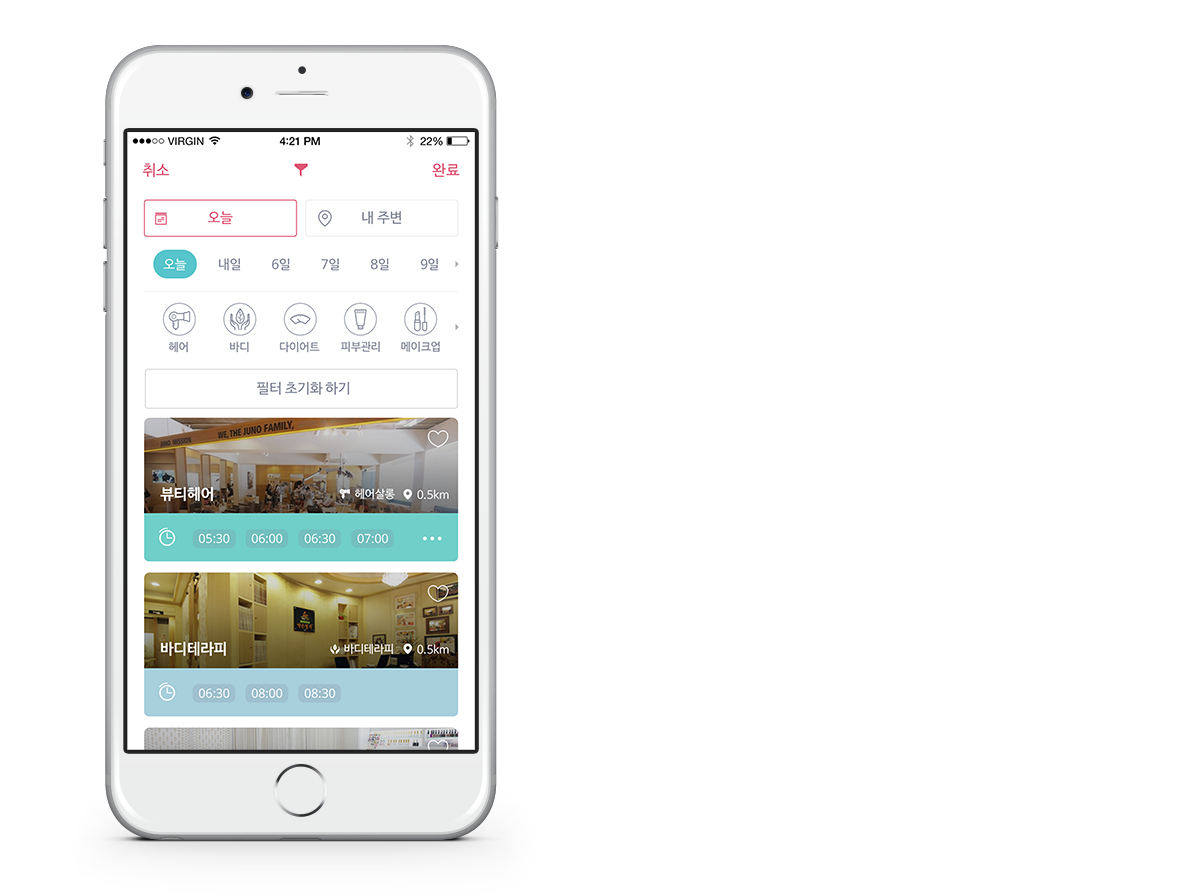 VIRGIN 4:21 PM 22%
취소 완료
오늘 내 주변
오늘 내일 6일 7일 8일 9일
헤어 바디 다이어트 피부관리 메이크업
필터 초기화 하기
JUNO MISSION WE, THE JUNO FAMILY,
뷰티헤어 헤어살롱 0.5km
05:30 06:00 06:30 07:00
바디테라피 바디테라피 0.5km
06:30 08:00 08:30